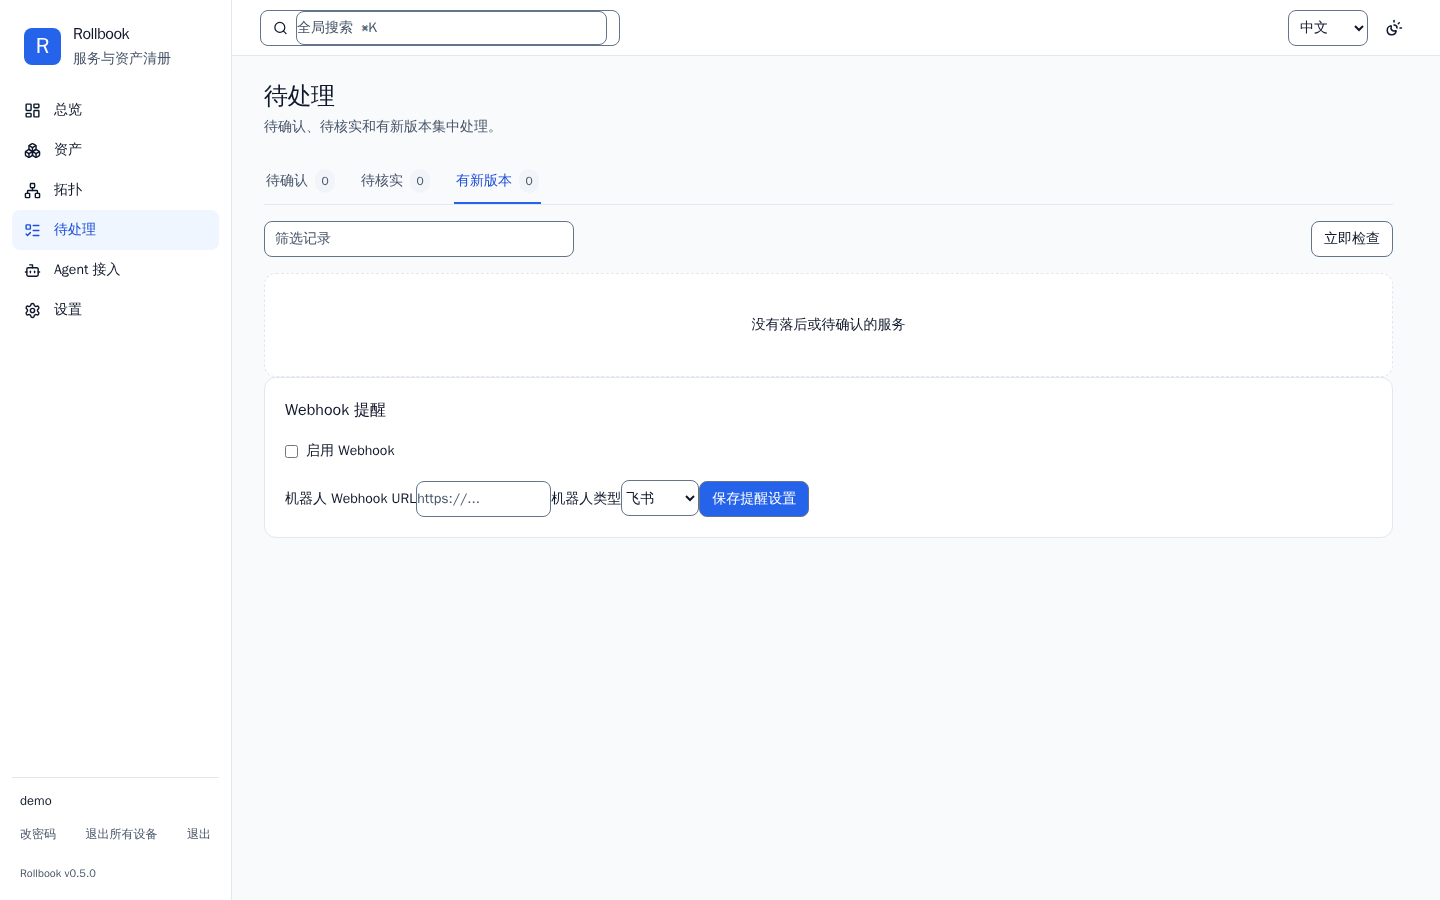 R
Rollbook
服务与资产清册
总览
资产
拓扑
待处理
Agent 接入
设置
demo
改密码 退出所有设备 退出
Rollbook v0.5.0
全局搜索 ⌘K
中文
待处理
待确认、待核实和有新版本集中处理。
待确认 0 待核实 0 有新版本 0
筛选记录
立即检查
没有落后或待确认的服务
Webhook 提醒
启用 Webhook
机器人 Webhook URL https://... 机器人类型 飞书 保存提醒设置